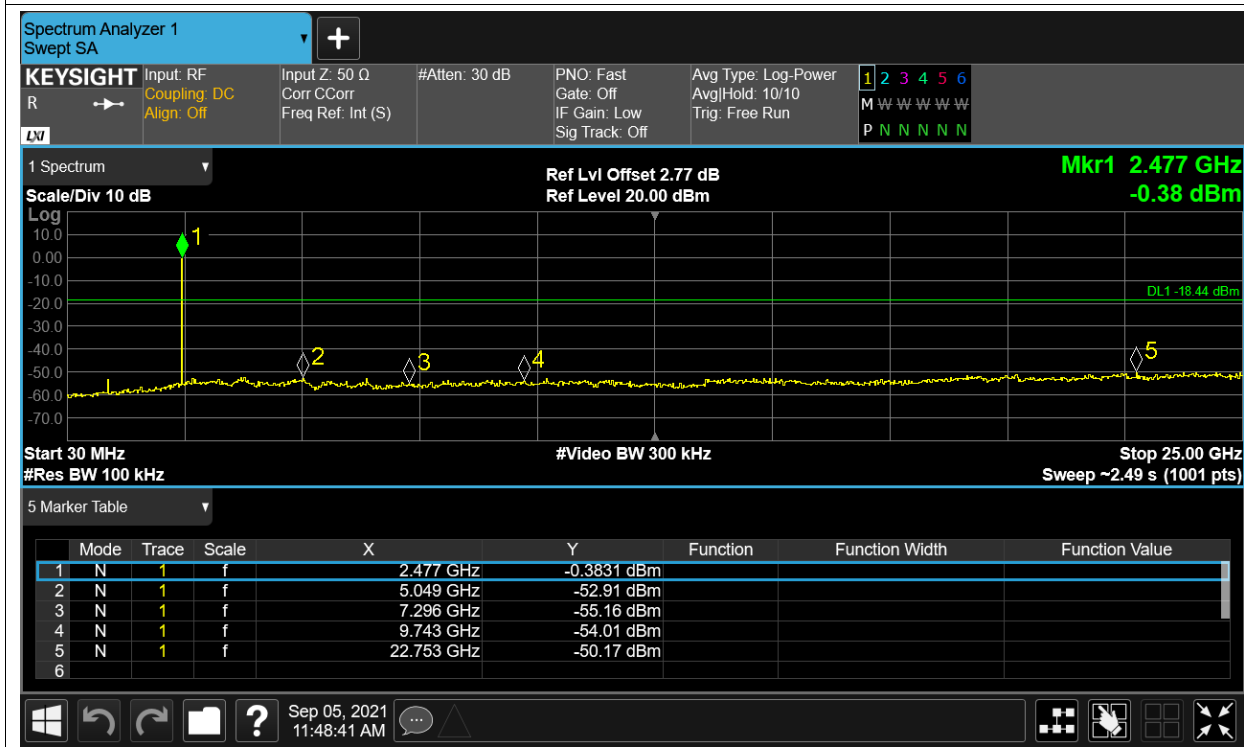 Spectrum Analyzer 1
Swept SA
+
KEYSIGHT Input: RF Input Z: 50 Ω #Atten: 30 dB PNO: Fast Avg Type: Log-Power 1 2 3 4 5 6
R Coupling: DC Corr CCorr Gate: Off Avg|Hold: 10/10 M W W W W W
Align: Off Freq Ref: Int (S) IF Gain: Low Trig: Free Run
LXI Sig Track: Off P N N N N N
1 Spectrum Ref Lvl Offset 2.77 dB Mkr1 2.477 GHz
Scale/Div 10 dB Ref Level 20.00 dBm -0.38 dBm
Log
10.0 1
0.00
-10.0
DL1 -18.44 dBm
-20.0
-30.0
-40.0 2 3 4 5
-50.0
-60.0
-70.0
Start 30 MHz #Video BW 300 kHz Stop 25.00 GHz
#Res BW 100 kHz Sweep ~2.49 s (1001 pts)
5 Marker Table
Mode Trace Scale X Y Function Function Width Function Value
1 N 1 f 2.477 GHz -0.3831 dBm
2 N 1 f 5.049 GHz -52.91 dBm
3 N 1 f 7.296 GHz -55.16 dBm
4 N 1 f 9.743 GHz -54.01 dBm
5 N 1 f 22.753 GHz -50.17 dBm
6
? Sep 05, 2021
11:48:41 AM